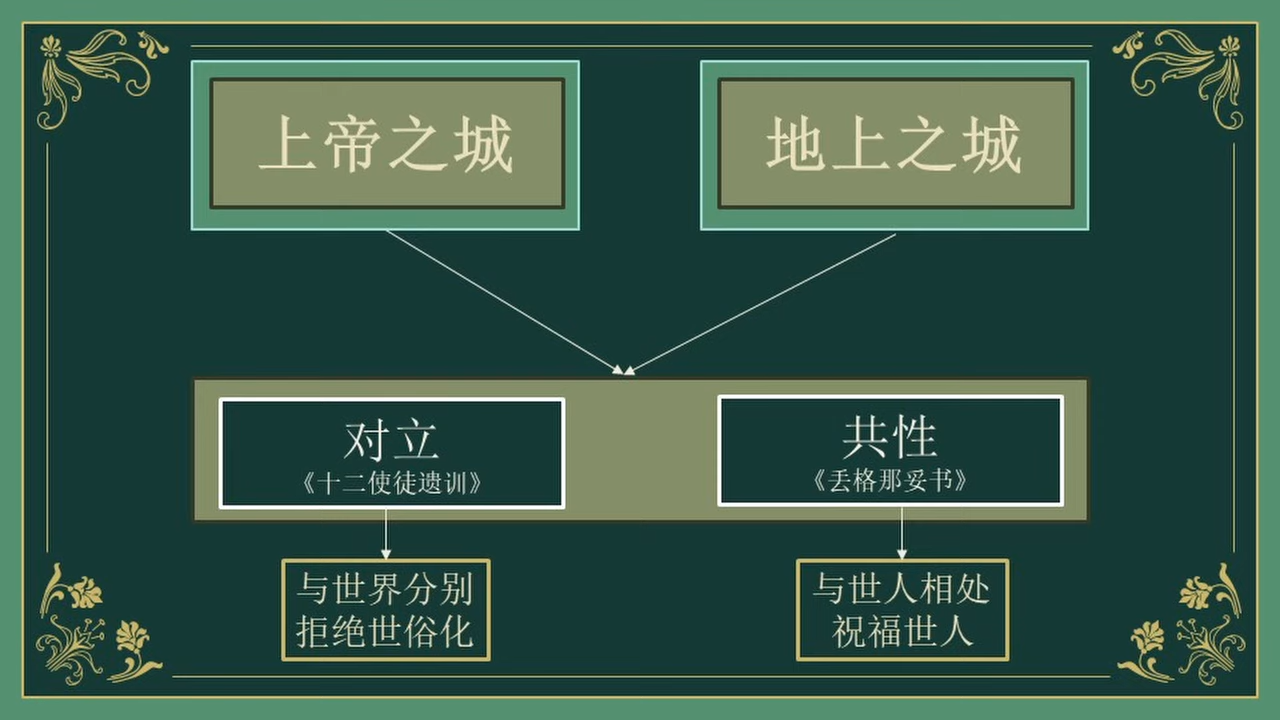 上帝之城
地上之城
对立
《十二使徒遗训》
共性
《丢格那妥书》
与世界分别
拒绝世俗化
与世人相处
祝福世人